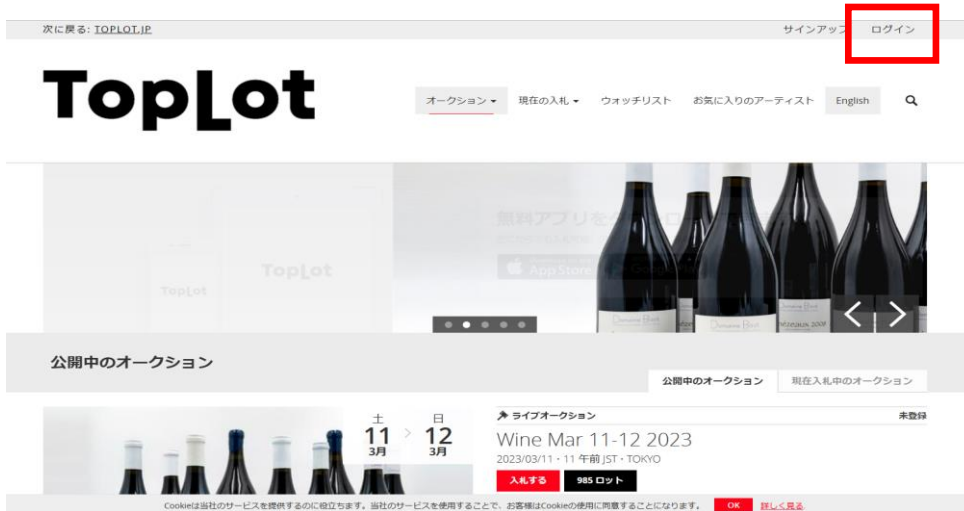 次に戻る: TOPLOT.JP
サインアップ ログイン
TopLot
オークション 現在の入札 ウォッチリスト お気に入りのアーティスト English
TopLot
TopLot
App Store
公開中のオークション
公開中のオークション 現在入札中のオークション
土 11 3月 > 日 12 3月
ライブオークション 未登録
Wine Mar 11-12 2023
2023/03/11 - 11 午前 JST - TOKYO
入札する 985 ロット
Cookieは当社のサービスを提供するのに役立ちます。当社のサービスを使用することで、お客様はCookieの使用に同意することになります。 OK 詳しく見る